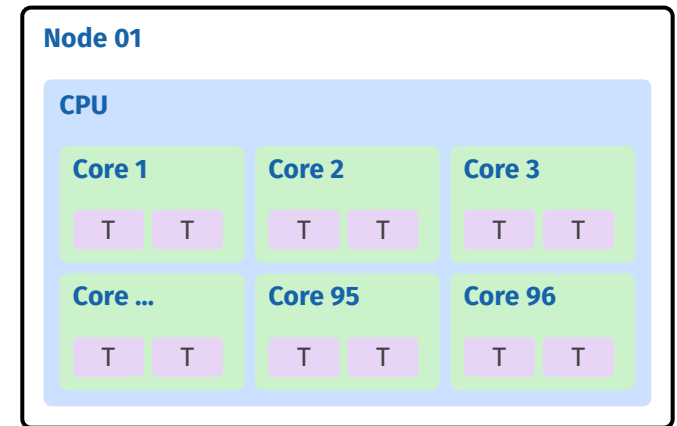 Node 01
CPU
Core 1 Core 2 Core 3
T T T T T T
Core ... Core 95 Core 96
T T T T T T